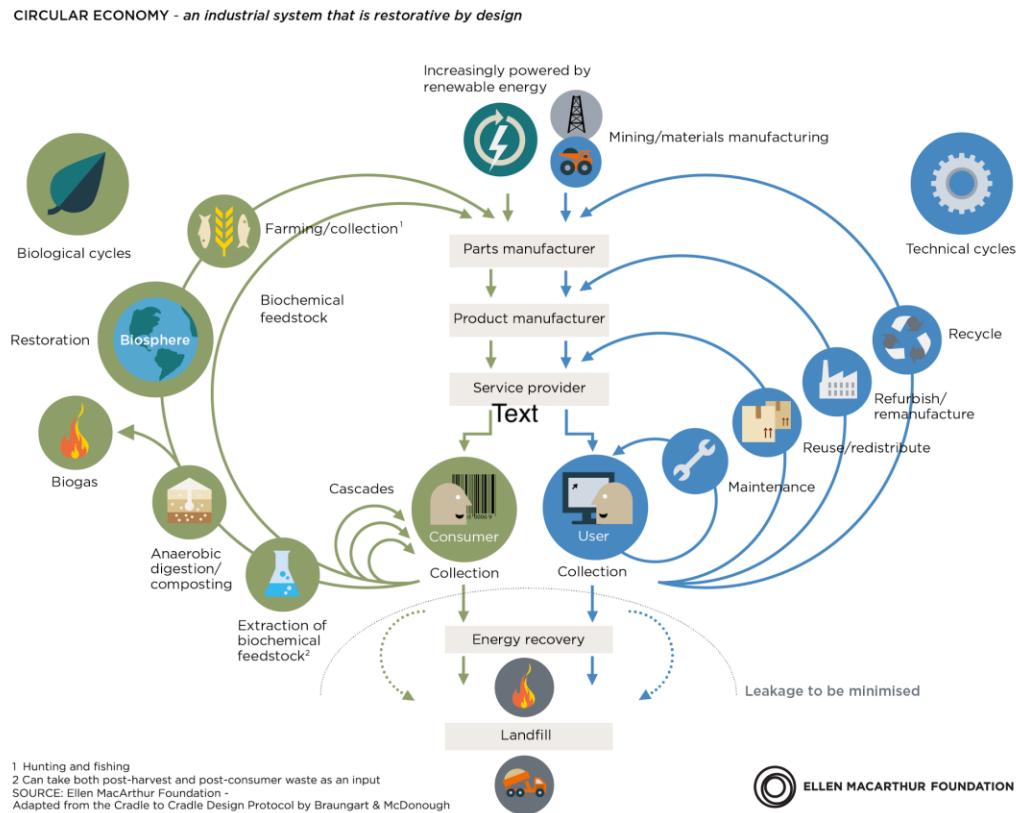 CIRCULAR ECONOMY - an industrial system that is restorative by design
Increasingly powered by
renewable energy
Mining/materials manufacturing
Biological cycles
Farming/collection¹
Technical cycles
Parts manufacturer
Biochemical
feedstock
Product manufacturer
Restoration
Biosphere
Recycle
Service provider
Text
Refurbish/
remanufacture
Reuse/redistribute
Biogas
Cascades
Maintenance
Consumer
User
Anaerobic
digestion/
composting
Collection
Collection
Extraction of
biochemical
feedstock²
Energy recovery
Leakage to be minimised
Landfill
1 Hunting and fishing
2 Can take both post-harvest and post-consumer waste as an input
SOURCE: Ellen MacArthur Foundation -
Adapted from the Cradle to Cradle Design Protocol by Braungart & McDonough
ELLEN MACARTHUR FOUNDATION